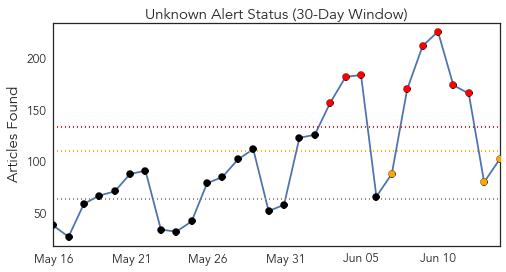 Unknown Alert Status (30-Day Window)
Articles Found
200
150
100
50
May 16 May 21 May 26 May 31 Jun 05 Jun 10